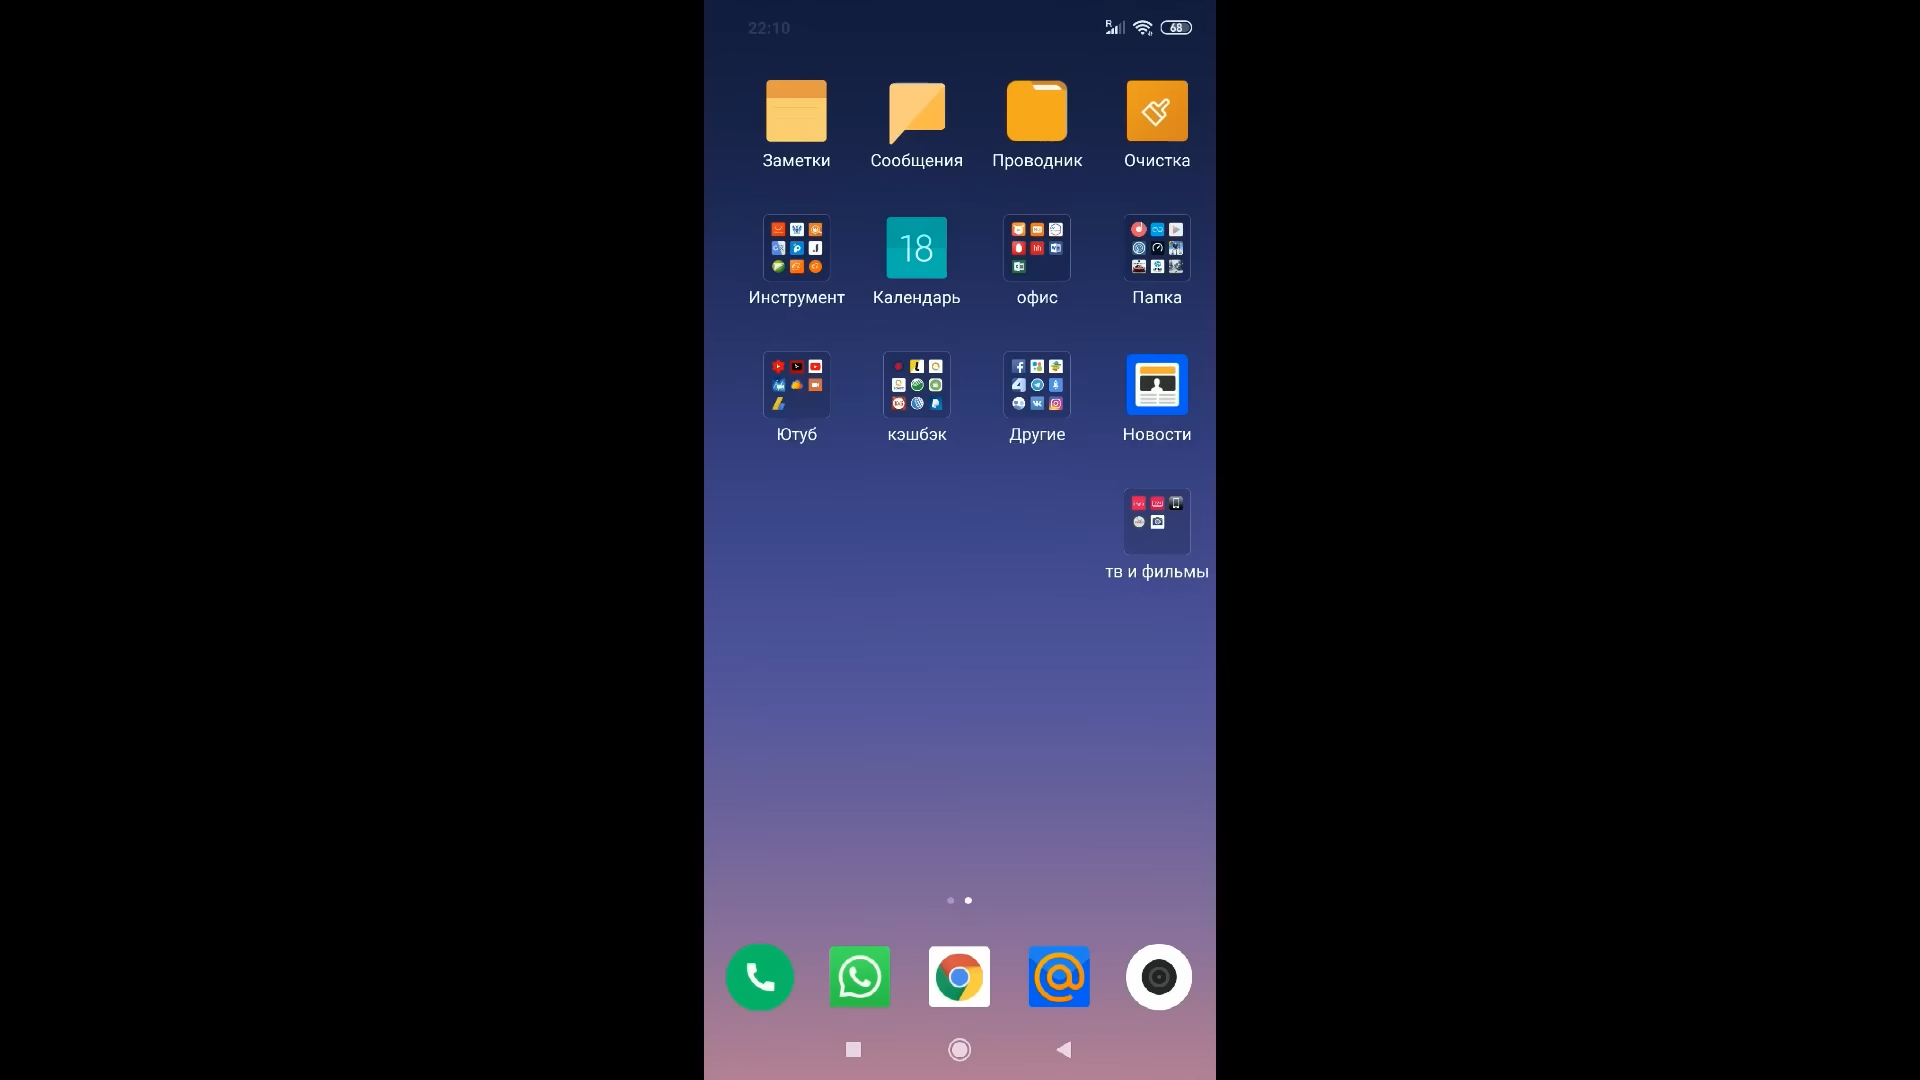 22:10
R
68
Заметки
Сообщения
Проводник
Очистка
18
Инструмент
Календарь
офис
Папка
Ютуб
кэшбэк
Другие
Новости
тв и фильмы